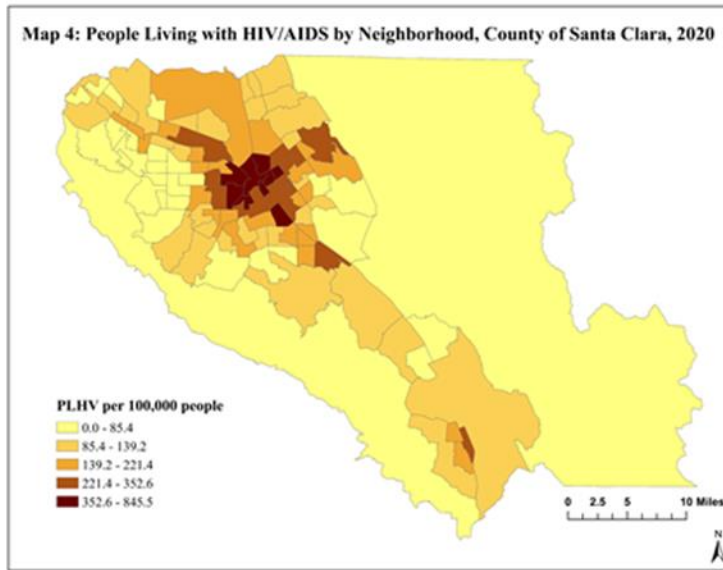 Map 4: People Living with HIV/AIDS by Neighborhood, County of Santa Clara, 2020
PLHV per 100,000 people
0.0 - 85.4
85.4 - 139.2
139.2 - 221.4
221.4 - 352.6
352.6 - 845.5
0 2.5 5 10 Miles
N